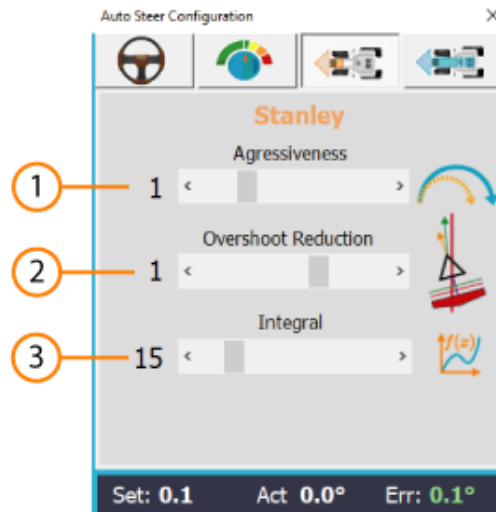 Auto Steer Configuration
Stanley
Agressiveness
1 1
Overshoot Reduction
2 1
Integral
3 15
f(x)
Set: 0.1 Act 0.0° Err: 0.1°